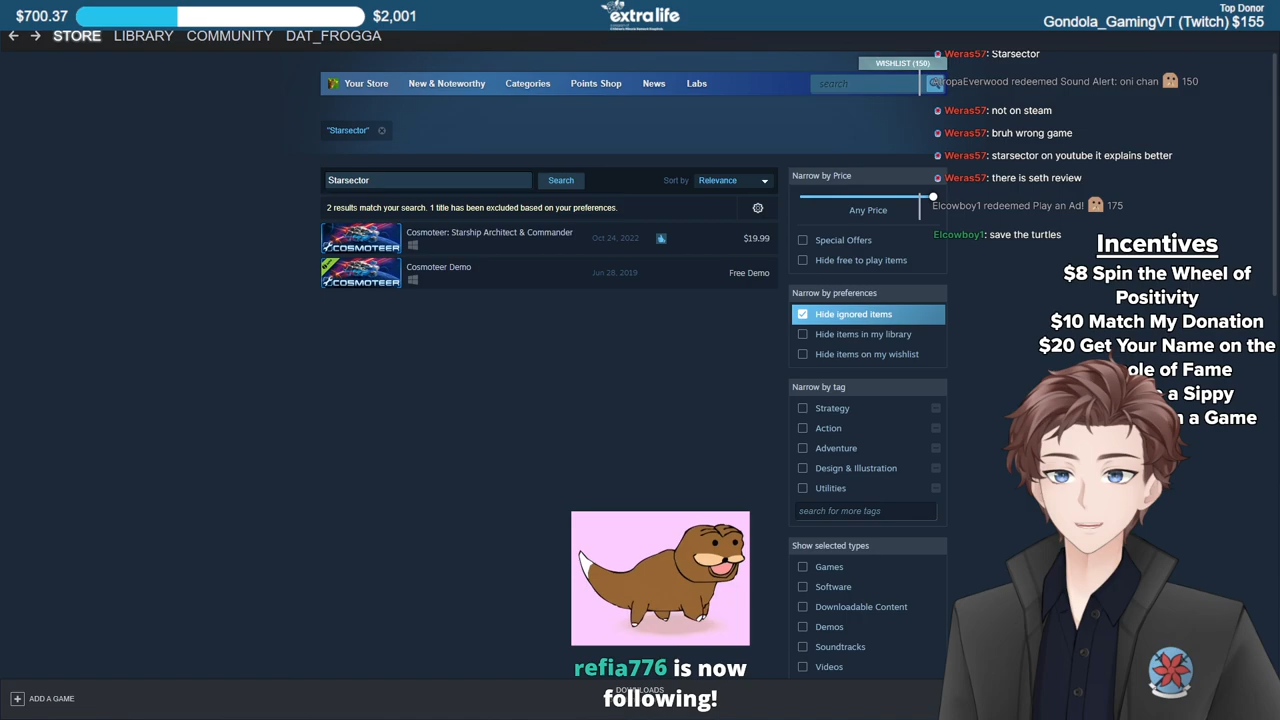 $700.37
$2,001
extralife
Top Donor
Gondola_GamingVT (Twitch) $155
STORE
LIBRARY
COMMUNITY
DAT_FROGGA
WISHLIST (150)
Your Store
New & Noteworthy
Categories
Points Shop
News
Labs
search
Weras57: Starsector
ropaEverwood redeemed Sound Alert: oni chan 150
Weras57: not on steam
Weras57: bruh wrong game
Weras57: starsector on youtube it explains better
Weras57: there is seth review
Elcowboy1 redeemed Play an Ad! 175
Elcowboy1: save the turtles
"Starsector"
Starsector
Search
Sort by
Relevance
2 results match your search. 1 title has been excluded based on your preferences.
Cosmoteer: Starship Architect & Commander
Oct 24, 2022
$19.99
COSMOTEER
Cosmoteer Demo
Jun 28, 2019
Free Demo
COSMOTEER
Narrow by Price
Any Price
Special Offers
Hide free to play items
Narrow by preferences
Hide ignored items
Hide items in my library
Hide items on my wishlist
Narrow by tag
Strategy
Action
Adventure
Design & Illustration
Utilities
search for more tags
Show selected types
Games
Software
Downloadable Content
Demos
Soundtracks
Videos
Incentives
$8 Spin the Wheel of
Positivity
$10 Match My Donation
$20 Get Your Name on the
ole of Fame
a Sippy
a Game
refia776 is now
following!
DOWNLOADS
ADD A GAME